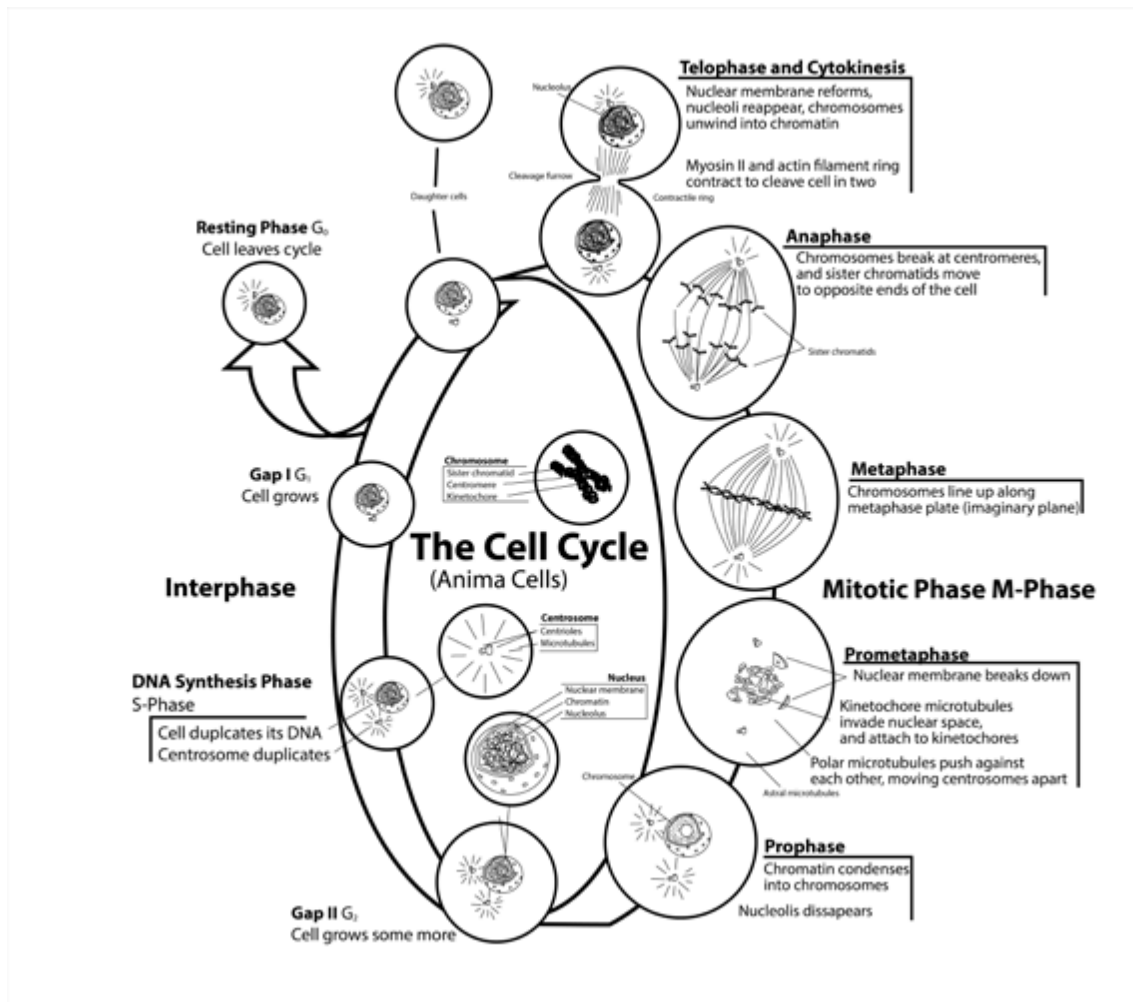 Telophase and Cytokinesis
Nuclear membrane reforms,
nucleoli reappear, chromosomes
unwind into chromatin
Myosin II and actin filament ring
contract to cleave cell in two
Nucleolus
Cleavage furrow
Contractile ring
Daughter cells
Resting Phase G₀
Cell leaves cycle
Anaphase
Chromosomes break at centromeres,
and sister chromatids move
to opposite ends of the cell
Sister chromatids
Gap I G₁
Cell grows
Chromosome
Sister chromatid
Centromere
Kinetochore
Metaphase
Chromosomes line up along
metaphase plate (imaginary plane)
The Cell Cycle
(Anima Cells)
Interphase
Mitotic Phase M-Phase
Centrosome
Centrioles
Microtubules
DNA Synthesis Phase
S-Phase
Cell duplcates its DNA
Centrosome duplicates
Nucleus
Nuclear membrane
Chromatin
Nucleolus
Prometaphase
Nuclear membrane breaks down
Kinetochore microtubules
invade nuclear space,
and attach to kinetochores
Polar microtubules push against
each other, moving centrosomes apart
Astral microtubules
Chromosome
Prophase
Chromatin condenses
into chromosomes
Nucleolis dissapears
Gap II G₂
Cell grows some more